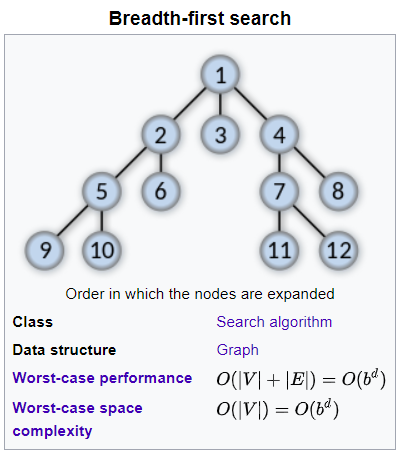 Breadth-first search
1
2 3 4
5 6 7 8
9 10 11 12
Order in which the nodes are expanded
Class Search algorithm
Data structure Graph
Worst-case performance O(|V| + |E|) = O(b^d)
Worst-case space O(|V|) = O(b^d)
complexity